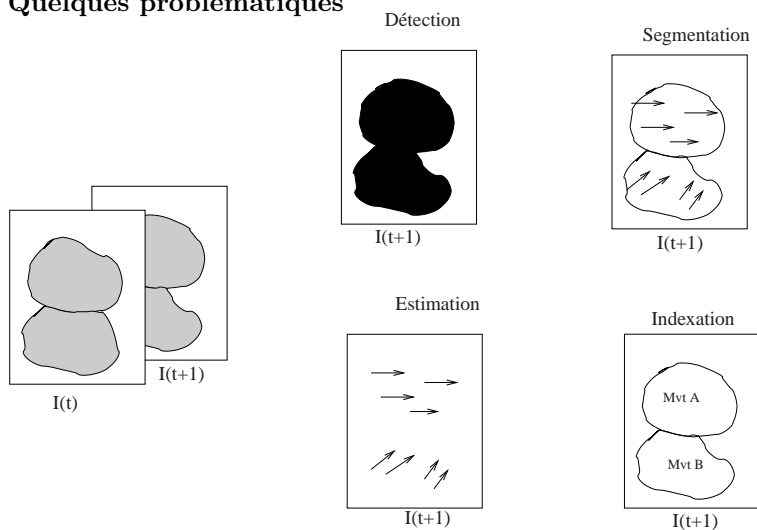 Quelques problématiques
Détection
Segmentation
I(t+1)
I(t+1)
I(t)
I(t+1)
Estimation
Indexation
Mvt A
Mvt B
I(t+1)
I(t+1)